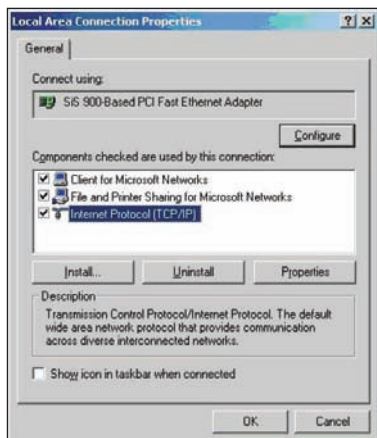 Local Area Connection Properties
General
Connect using:
SiS 900-Based PCI Fast Ethernet Adapter
Configure
Components checked are used by this connection:
Client for Microsoft Networks
File and Printer Sharing for Microsoft Networks
Internet Protocol (TCP/IP)
Install...
Uninstall
Properties
Description
Transmission Control Protocol/Internet Protocol. The default
wide area network protocol that provides communication
across diverse interconnected networks.
Show icon in taskbar when connected
OK
Cancel